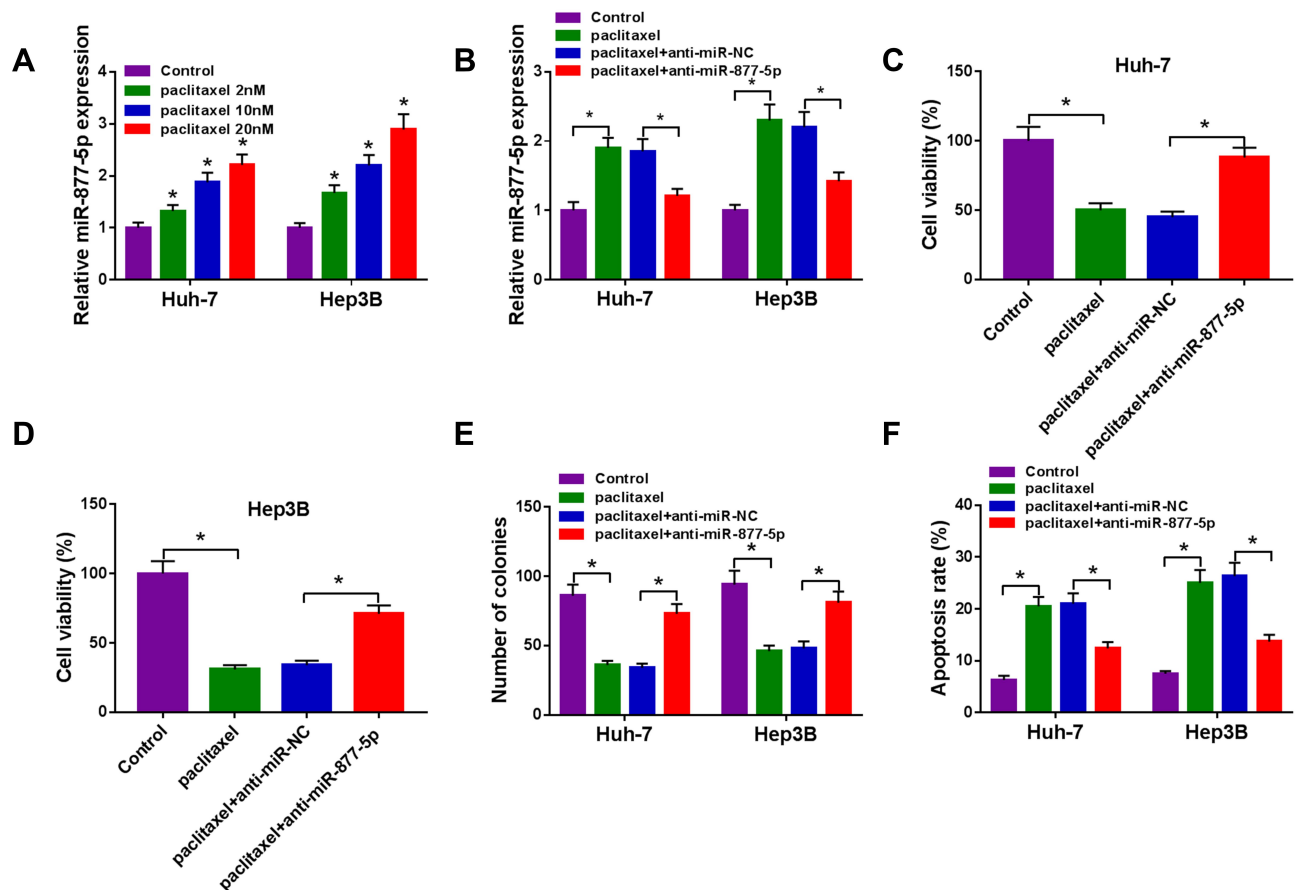 A
Relative miR-877-5p expression
4
3
2
1
0
Control
paclitaxel 2nM
paclitaxel 10nM
paclitaxel 20nM
* * * * * *
Huh-7 Hep3B
B
Relative miR-877-5p expression
3
2
1
0
Control
paclitaxel
paclitaxel+anti-miR-NC
paclitaxel+anti-miR-877-5p
* * * *
Huh-7 Hep3B
C
Huh-7
Cell viability (%)
150
100
50
0
* *
Control
paclitaxel
paclitaxel+anti-miR-NC
paclitaxel+anti-miR-877-5p
D
Hep3B
Cell viability (%)
150
100
50
0
* *
Control
paclitaxel
paclitaxel+anti-miR-NC
paclitaxel+anti-miR-877-5p
E
Number of colonies
150
100
50
0
Control
paclitaxel
paclitaxel+anti-miR-NC
paclitaxel+anti-miR-877-5p
* * * *
Huh-7 Hep3B
F
Apoptosis rate (%)
40
30
20
10
0
Control
paclitaxel
paclitaxel+anti-miR-NC
paclitaxel+anti-miR-877-5p
* * * *
Huh-7 Hep3B